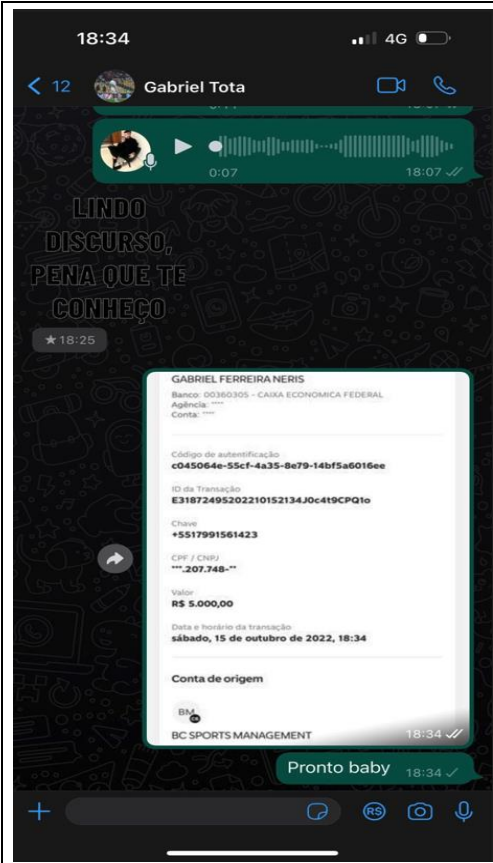 18:34
4G
12
Gabriel Tota
0:07
18:07
LINDO
DISCURSO,
PENA QUE TE
CONHEÇO
★18:25
GABRIEL FERREIRA NERIS
Banco: 00360305 - CAIXA ECONOMICA FEDERAL
Agência: ****
Conta: ****
Código de autentificação
c045064e-55cf-4a35-8e79-14bf5a6016ee
ID da Transação
E31872495202210152134J0c4t9CPQ1o
Chave
+5517991561423
CPF / CNPJ
***.207.748-**
Valor
R$ 5.000,00
Data e horário da transação
sábado, 15 de outubro de 2022, 18:34
Conta de origem
BM
BC SPORTS MANAGEMENT
18:34
Pronto baby
18:34
R$